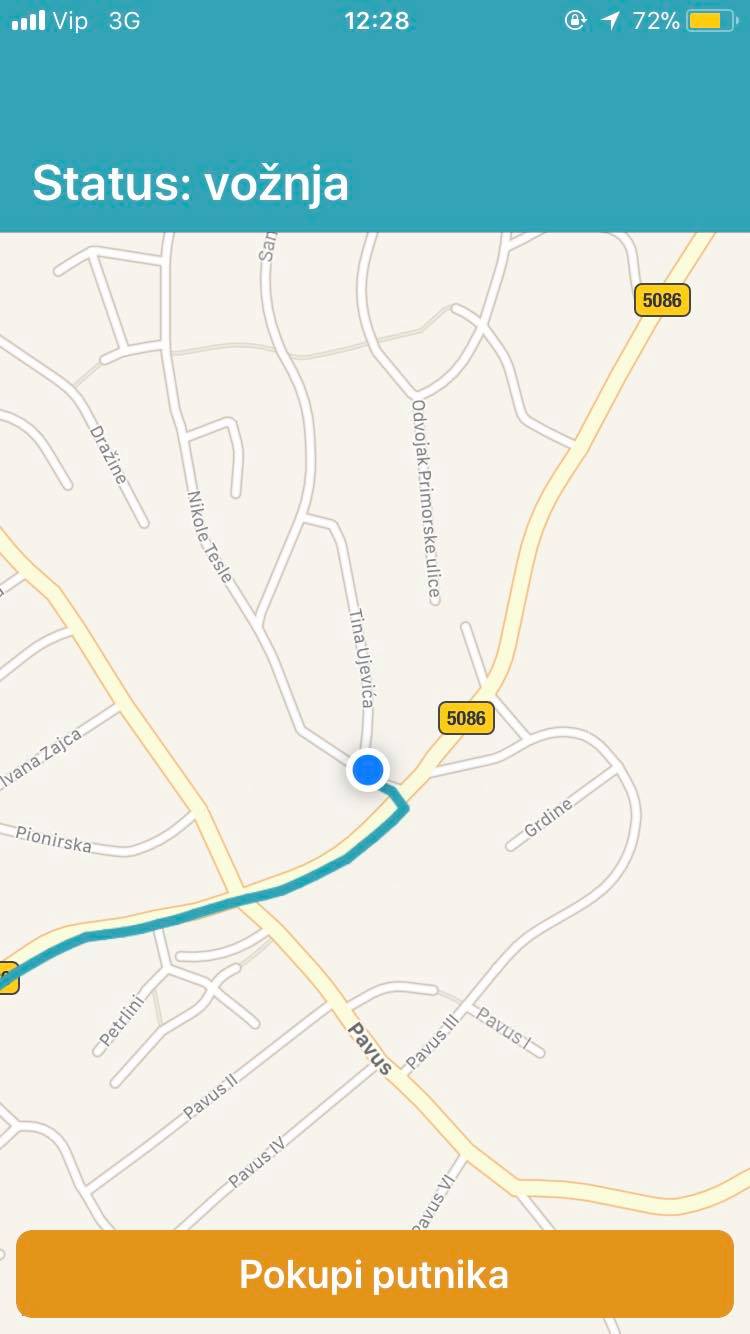 Vip 3G 12:28 72%
Status: vožnja
San
5086
Dražine
Odvojak Primorske ulice
Nikole Tesle
Tina Ujevića
5086
Ivana Zajca
Grdine
Pionirska
Petrlini
Pavus
Pavus III
Pavus I
Pavus II
Pavus IV
Pavus VI
Pokupi putnika